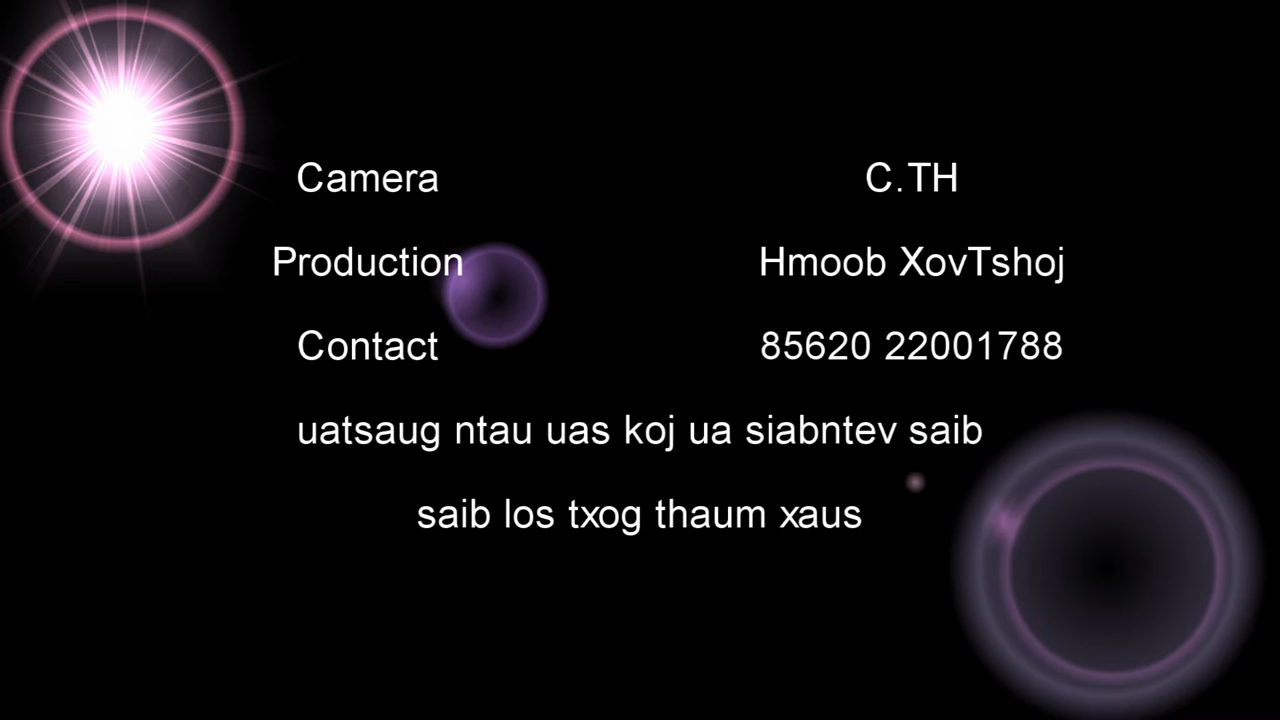 Camera C.TH
Production Hmoob XovTshoj
Contact 85620 22001788
uatsaug ntau uas koj ua siabntev saib
saib los txog thaum xaus